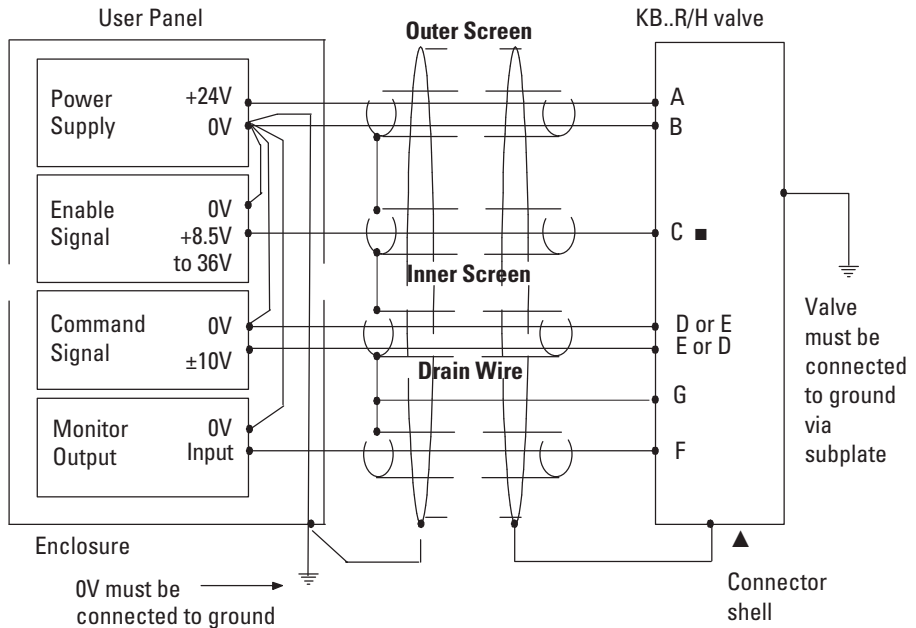 User Panel
Outer Screen
KB..R/H valve
Power
Supply
+24V
0V
A
B
Enable
Signal
0V
+8.5V
to 36V
C ■
Inner Screen
Command
Signal
0V
±10V
D or E
E or D
Drain Wire
G
Monitor
Output
0V
Input
F
Valve
must be
connected
to ground
via
subplate
Enclosure
0V must be
connected to ground
▲
Connector
shell